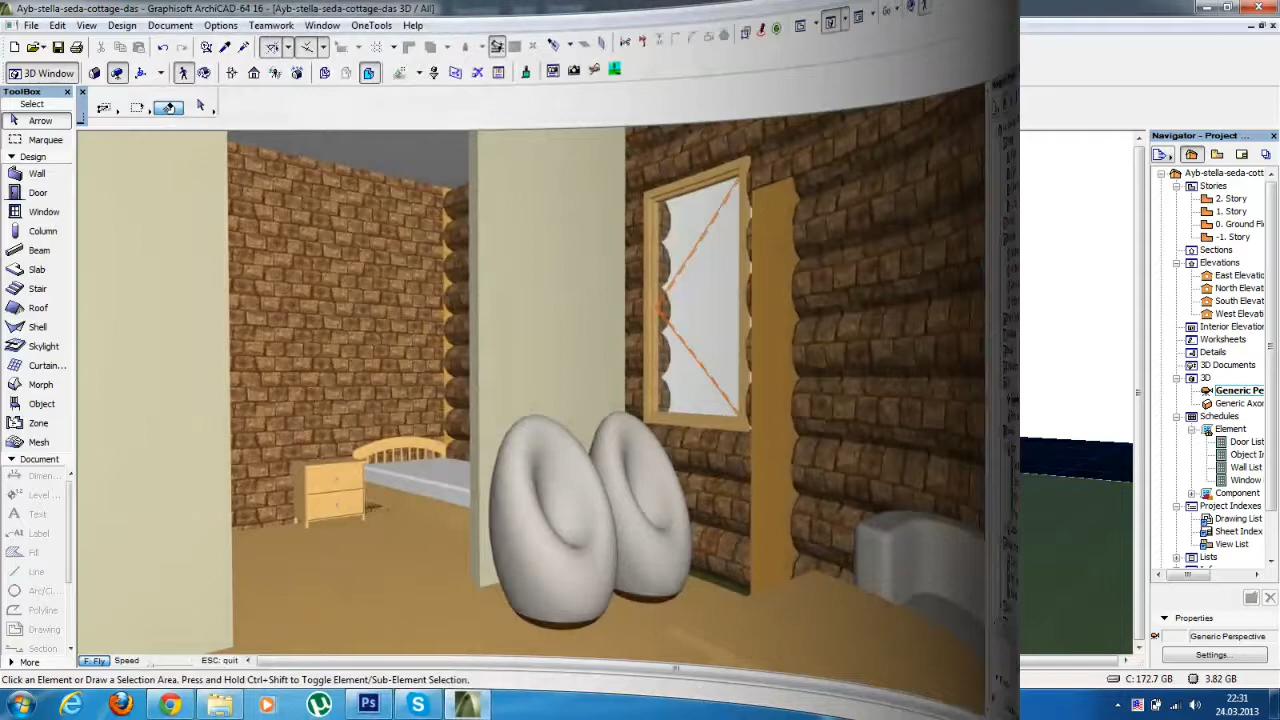 Ayb-stella-seda-cottage-das - Graphisoft ArchiCAD-64 16 - [Ayb-stella-seda-cottage-das 3D / All]
File Edit View Design Document Options Teamwork Window OneTools Help
3D Window
ToolBox
Select
Arrow
Marquee
Design
Wall
Door
Window
Column
Beam
Slab
Stair
Roof
Shell
Skylight
Curtain...
Morph
Object
Zone
Mesh
Document
Dimen...
Level ...
Text
Label
Fill
Line
Arc/Ci...
Polyline
Drawing
Section
More
F: Fly Speed ESC: quit
Click an Element or Draw a Selection Area. Press and Hold Ctrl+Shift to Toggle Element/Sub-Element Selection.
Navigator - Project ...
Ayb-stella-seda-cott
Stories
2. Story
1. Story
0. Ground Fl
-1. Story
Sections
Elevations
East Elevatio
North Elevat
South Elevat
West Elevati
Interior Elevation
Worksheets
Details
3D Documents
3D
Generic Pe
Generic Axon
Schedules
Element
Door List
Object In
Wall List
Window
Component
Project Indexes
Drawing List
Sheet Index
View List
Lists
Properties
Generic Perspective
Settings...
C: 172.7 GB 3.82 GB
Ps
22:31
24.03.2013